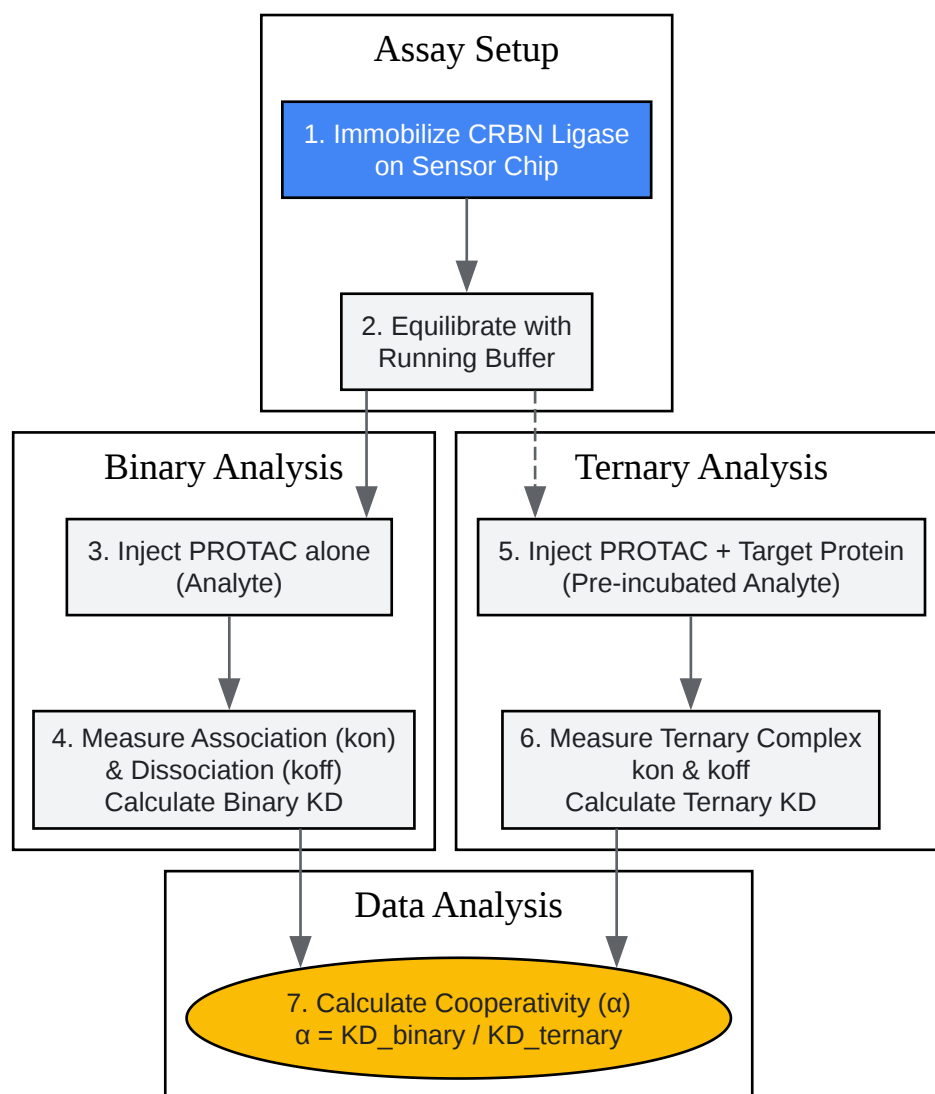 Assay Setup
1. Immobilize CRBN Ligase
on Sensor Chip
2. Equilibrate with
Running Buffer
Binary Analysis
3. Inject PROTAC alone
(Analyte)
4. Measure Association (kon)
& Dissociation (koff)
Calculate Binary KD
Ternary Analysis
5. Inject PROTAC + Target Protein
(Pre-incubated Analyte)
6. Measure Ternary Complex
kon & koff
Calculate Ternary KD
Data Analysis
7. Calculate Cooperativity (α)
α = KD_binary / KD_ternary